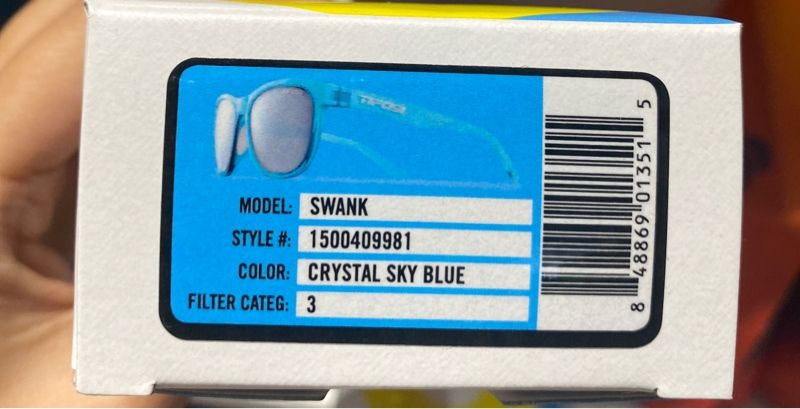 TIFOSI
MODEL: SWANK
STYLE #: 1500409981
COLOR: CRYSTAL SKY BLUE
FILTER CATEG: 3
8 48869 01351 5